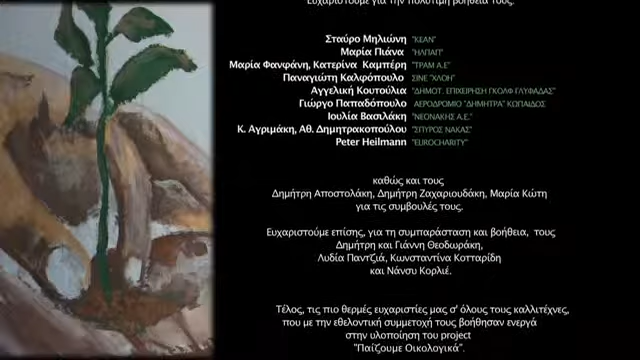 Ευχαριστούμε για την πολύτιμη βοήθειά τους:
Σταύρο Μηλιώνη "ΚΕΑΝ"
Μαρία Πιάνα "ΗΛΠΑΠ"
Μαρία Φανφάνη, Κατερίνα Καμπέρη "ΤΡΑΜ Α.Ε"
Παναγιώτη Καλφόπουλο ΣΙΝΕ "ΧΛΟΗ"
Αγγελική Κουτούλια "ΔΗΜΟΤ. ΕΠΙΧΕΙΡΗΣΗ ΓΚΟΛΦ ΓΛΥΦΑΔΑΣ"
Γιώργο Παπαδόπουλο ΑΕΡΟΔΡΟΜΙΟ "ΔΗΜΗΤΡΑ" ΚΩΠΑΙΔΟΣ
Ιουλία Βασιλάκη "ΝΕΟΝΑΚΗΣ Α.Ε."
Κ. Αγριμάκη, Αθ. Δημητρακοπούλου "ΣΠΥΡΟΣ ΝΑΚΑΣ"
Peter Heilmann "EUROCHARITY"
καθώς και τους
Δημήτρη Αποστολάκη, Δημήτρη Ζαχαριουδάκη, Μαρία Κώτη
για τις συμβουλές τους.
Ευχαριστούμε επίσης, για τη συμπαράσταση και βοήθεια, τους
Δημήτρη και Γιάννη Θεοδωράκη,
Λυδία Παντζιά, Κωνσταντίνα Κοτταρίδη
και Νάνσυ Κορλιέ.
Τέλος, τις πιο θερμές ευχαριστίες μας σ' όλους τους καλλιτέχνες,
που με την εθελοντική συμμετοχή τους βοήθησαν ενεργά
στην υλοποίηση του project
"Παίζουμε Οικολογικά".